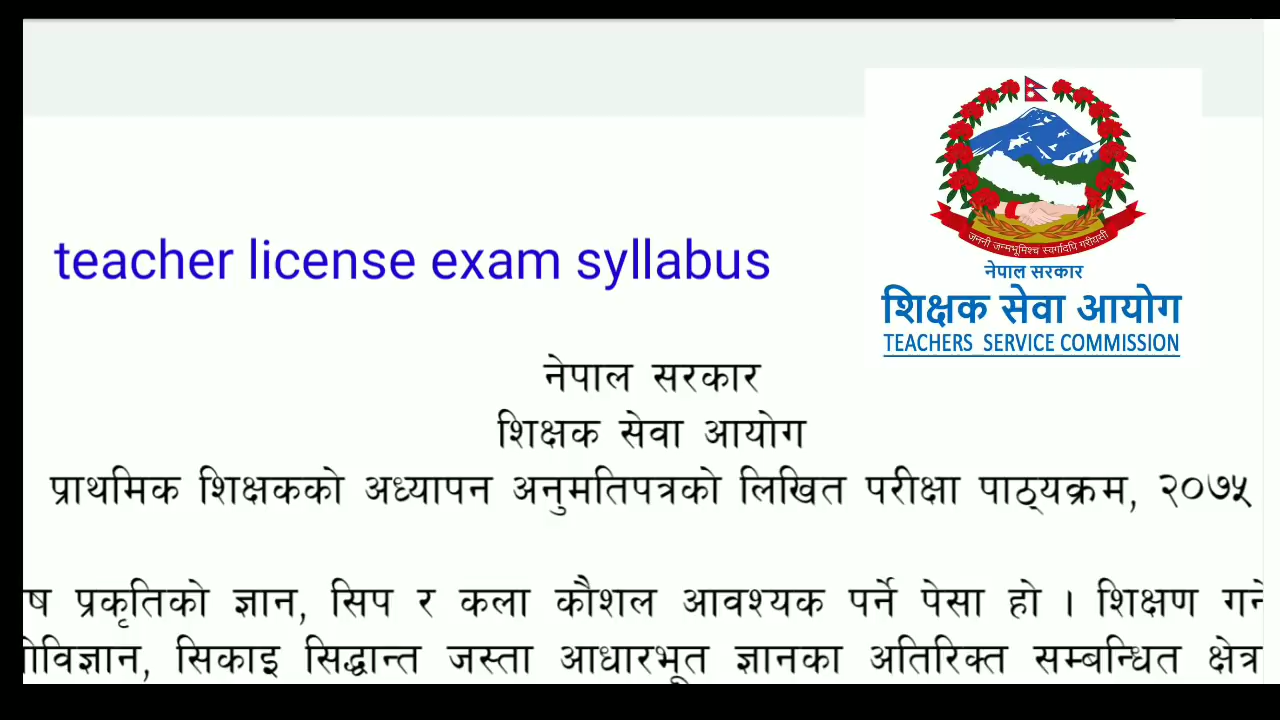 जननी जन्मभूमिश्च स्वर्गादपि गरीयसी
नेपाल सरकार
शिक्षक सेवा आयोग
TEACHERS SERVICE COMMISSION
teacher license exam syllabus
नेपाल सरकार
शिक्षक सेवा आयोग
प्राथमिक शिक्षकको अध्यापन अनुमतिपत्रको लिखित परीक्षा पाठ्यक्रम, २०७५
ष प्रकृतिको ज्ञान, सिप र कला कौशल आवश्यक पर्ने पेसा हो । शिक्षण गर्ने
विज्ञान, सिकाइ सिद्धान्त जस्ता आधारभूत ज्ञानका अतिरिक्त सम्बन्धित क्षेत्र